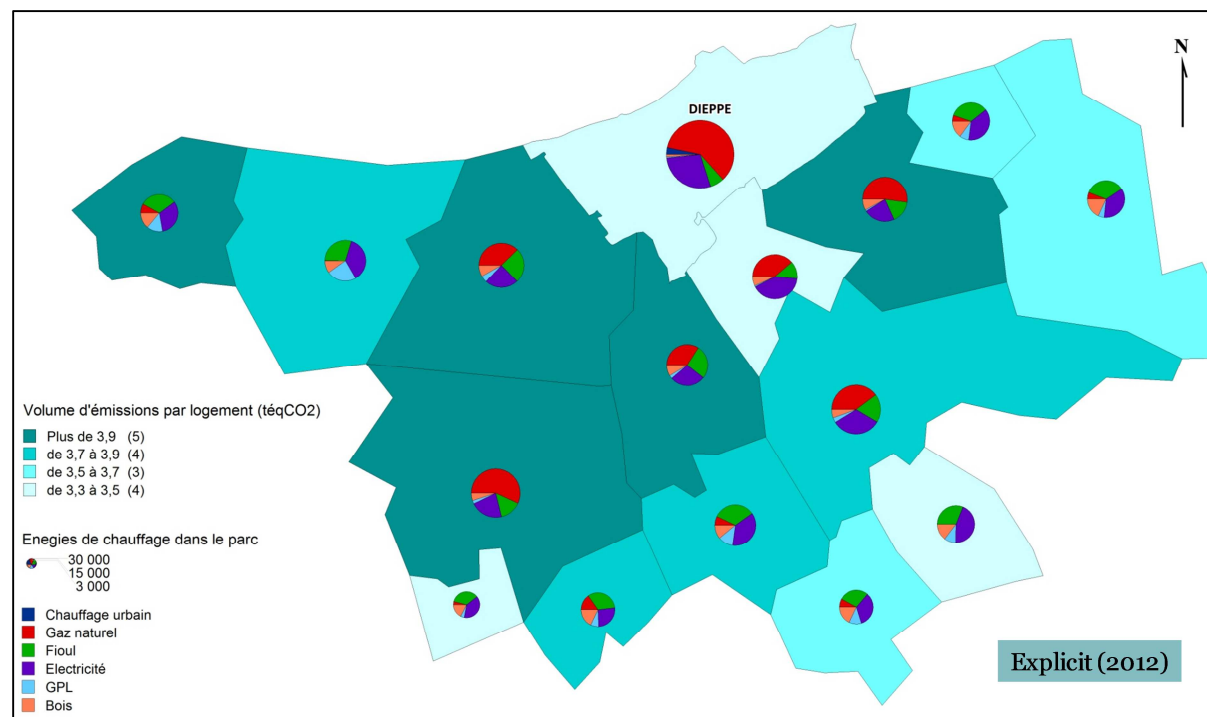 N
DIEPPE
Volume d'émissions par logement (téqCO2)
Plus de 3,9 (5)
de 3,7 à 3,9 (4)
de 3,5 à 3,7 (3)
de 3,3 à 3,5 (4)
Enegies de chauffage dans le parc
30 000
15 000
3 000
Chauffage urbain
Gaz naturel
Fioul
Electricité
GPL
Bois
Explicit (2012)